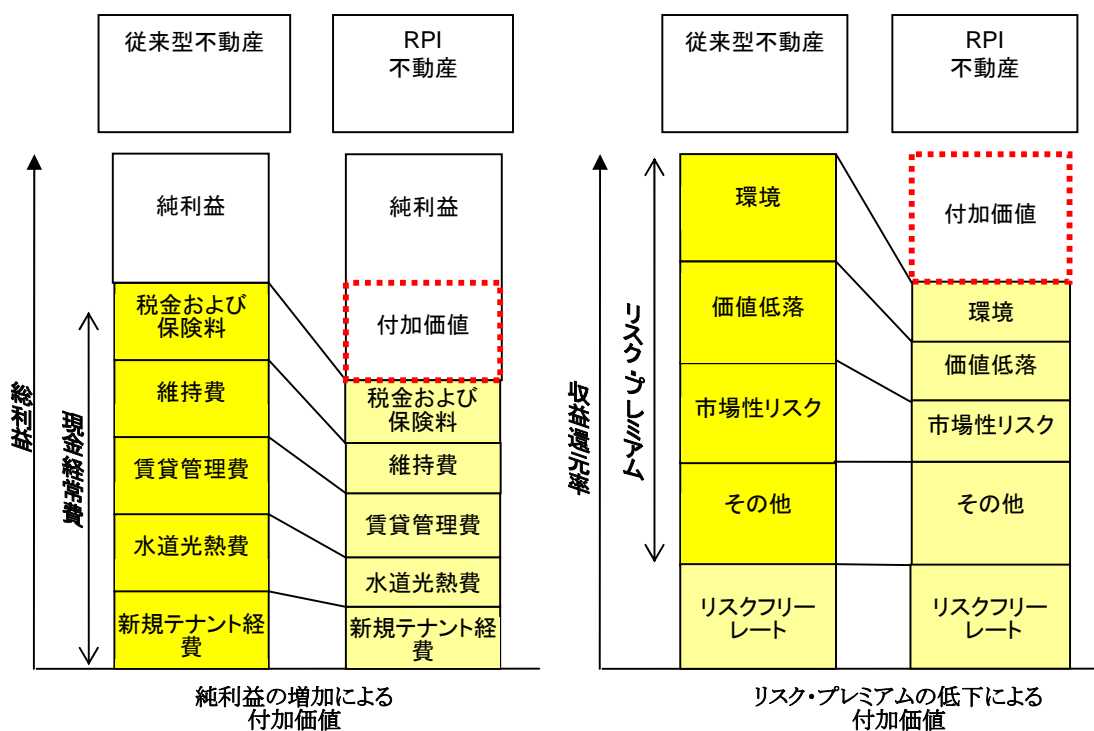 従来型不動産
RPI
不動産
総利益
現金経常費
純利益
税金および
保険料
維持費
賃貸管理費
水道光熱費
新規テナント経
費
純利益
付加価値
税金および
保険料
維持費
賃貸管理費
水道光熱費
新規テナント経
費
純利益の増加による
付加価値
従来型不動産
RPI
不動産
収益還元率
リスク・プレミアム
環境
価値低落
市場性リスク
その他
リスクフリー
レート
付加価値
環境
価値低落
市場性リスク
その他
リスクフリー
レート
リスク・プレミアムの低下による
付加価値